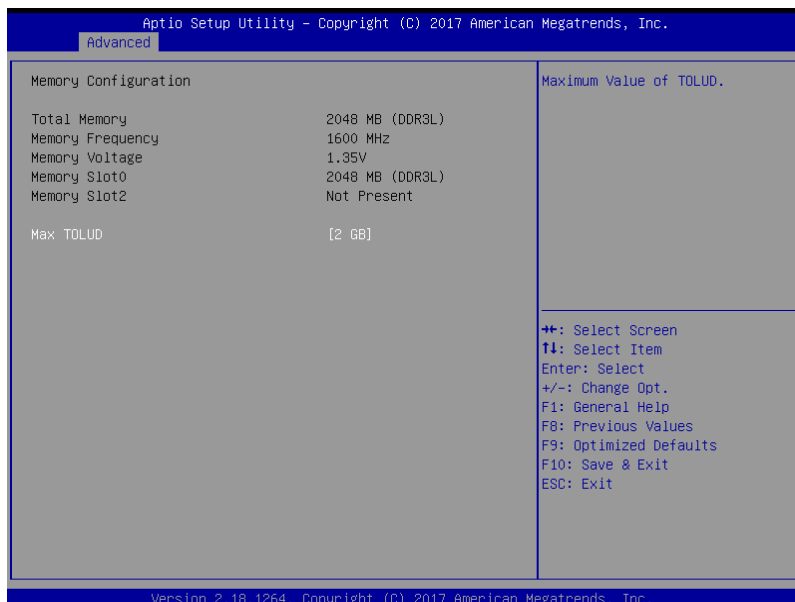 Aptio Setup Utility – Copyright (C) 2017 American Megatrends, Inc.
Advanced
Memory Configuration
Total Memory 2048 MB (DDR3L)
Memory Frequency 1600 MHz
Memory Voltage 1.35V
Memory Slot0 2048 MB (DDR3L)
Memory Slot2 Not Present
Max TOLUD [2 GB]
Maximum Value of TOLUD.
→←: Select Screen
↑↓: Select Item
Enter: Select
+/-: Change Opt.
F1: General Help
F8: Previous Values
F9: Optimized Defaults
F10: Save & Exit
ESC: Exit
Version 2.18.1264. Copyright (C) 2017 American Megatrends, Inc.